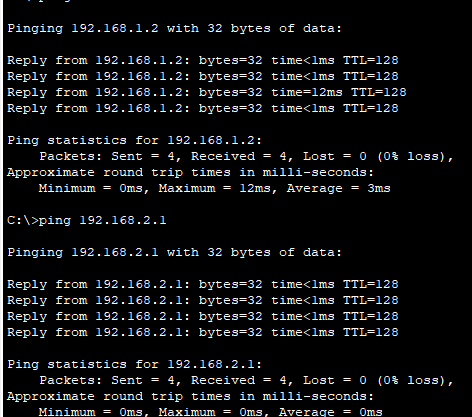 Pinging 192.168.1.2 with 32 bytes of data:
Reply from 192.168.1.2: bytes=32 time<1ms TTL=128
Reply from 192.168.1.2: bytes=32 time<1ms TTL=128
Reply from 192.168.1.2: bytes=32 time=12ms TTL=128
Reply from 192.168.1.2: bytes=32 time<1ms TTL=128
Ping statistics for 192.168.1.2:
Packets: Sent = 4, Received = 4, Lost = 0 (0% loss),
Approximate round trip times in milli-seconds:
Minimum = 0ms, Maximum = 12ms, Average = 3ms
C:\>ping 192.168.2.1
Pinging 192.168.2.1 with 32 bytes of data:
Reply from 192.168.2.1: bytes=32 time<1ms TTL=128
Reply from 192.168.2.1: bytes=32 time<1ms TTL=128
Reply from 192.168.2.1: bytes=32 time<1ms TTL=128
Reply from 192.168.2.1: bytes=32 time<1ms TTL=128
Ping statistics for 192.168.2.1:
Packets: Sent = 4, Received = 4, Lost = 0 (0% loss),
Approximate round trip times in milli-seconds:
Minimum = 0ms, Maximum = 0ms, Average = 0ms